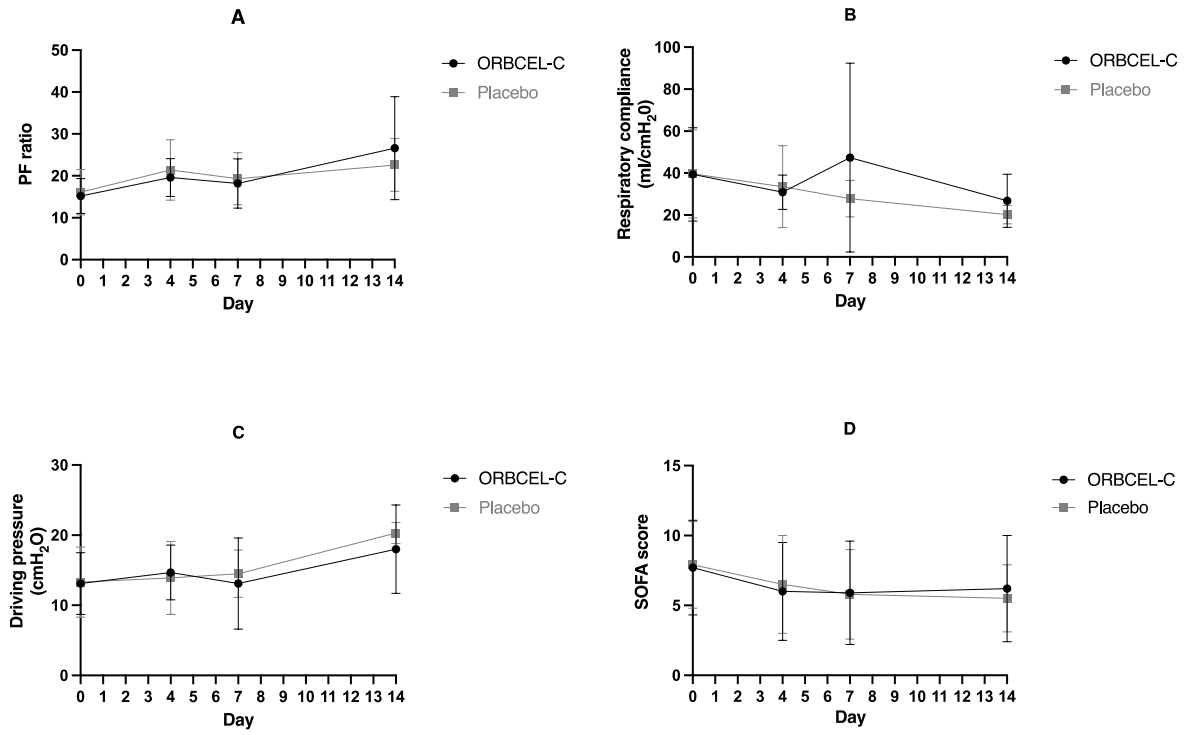 A
PF ratio
50
40
30
20
10
0
0 1 2 3 4 5 6 7 8 9 10 11 12 13 14
Day
ORBCEL-C
Placebo
B
Respiratory compliance
(ml/cmH₂0)
100
80
60
40
20
0
0 1 2 3 4 5 6 7 8 9 10 11 12 13 14
Day
ORBCEL-C
Placebo
C
Driving pressure
(cmH₂O)
30
20
10
0
0 1 2 3 4 5 6 7 8 9 10 11 12 13 14
Day
ORBCEL-C
Placebo
D
SOFA score
15
10
5
0
0 1 2 3 4 5 6 7 8 9 10 11 12 13 14
Day
ORBCEL-C
Placebo